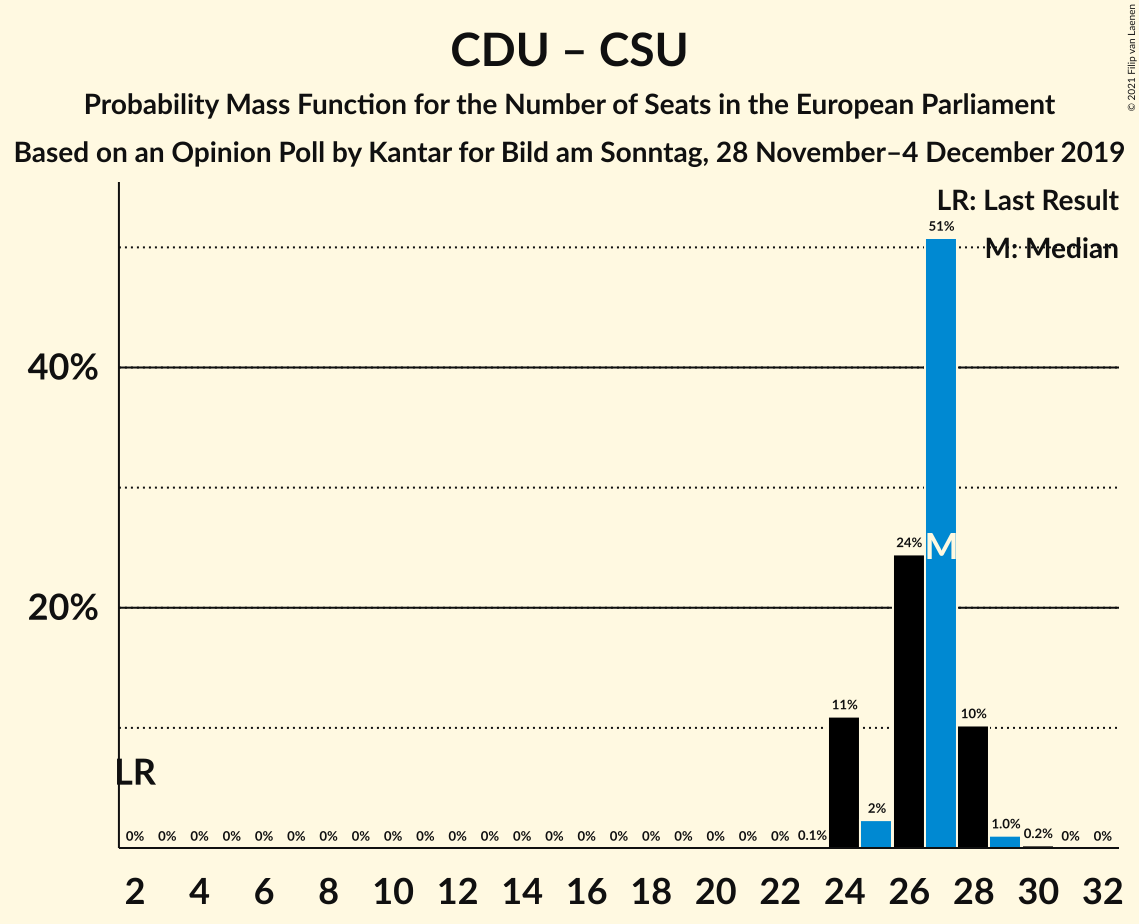 © 2021 Filip van Laenen
CDU – CSU
Probability Mass Function for the Number of Seats in the European Parliament
Based on an Opinion Poll by Kantar for Bild am Sonntag, 28 November–4 December 2019
LR: Last Result
M: Median
51%
40%
24%
M
20%
11%
10%
LR
2%
1.0%
0% 0% 0% 0% 0% 0% 0% 0% 0% 0% 0% 0% 0% 0% 0% 0% 0% 0% 0% 0% 0% 0.1% 0.2% 0% 0%
2 4 6 8 10 12 14 16 18 20 22 24 26 28 30 32